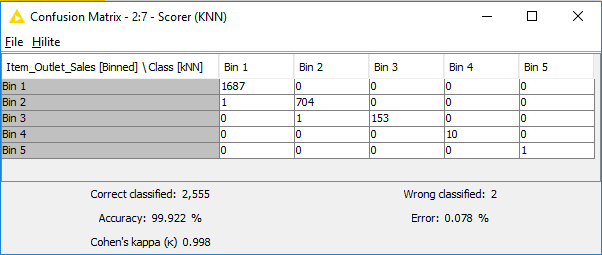 Confusion Matrix - 2:7 - Scorer (KNN)
File Hilite
Item_Outlet_Sales [Binned] \ Class [kNN] Bin 1 Bin 2 Bin 3 Bin 4 Bin 5
Bin 1 1687 0 0 0 0
Bin 2 1 704 0 0 0
Bin 3 0 1 153 0 0
Bin 4 0 0 0 10 0
Bin 5 0 0 0 0 1
Correct classified: 2,555 Wrong classified: 2
Accuracy: 99.922 % Error: 0.078 %
Cohen's kappa (κ) 0.998